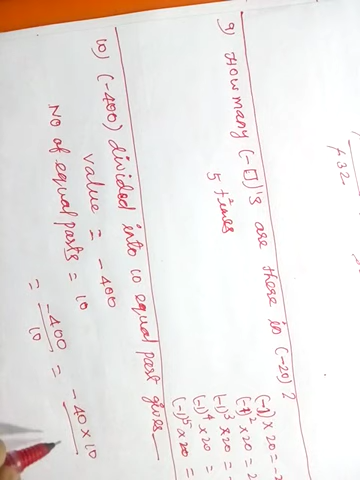 9) How many (-1)'s are there in (-20)?
5 times
(-1) × 20 = -2
(-1)² × 20 = 2
(-1)³ × 20 = -
(-1)⁴ × 20 =
(-1)⁵ × 20 =
10) (-400) divided into 10 equal part gives
value = -400
No of equal parts = 10
= -400/10 = -40 × 10
+32